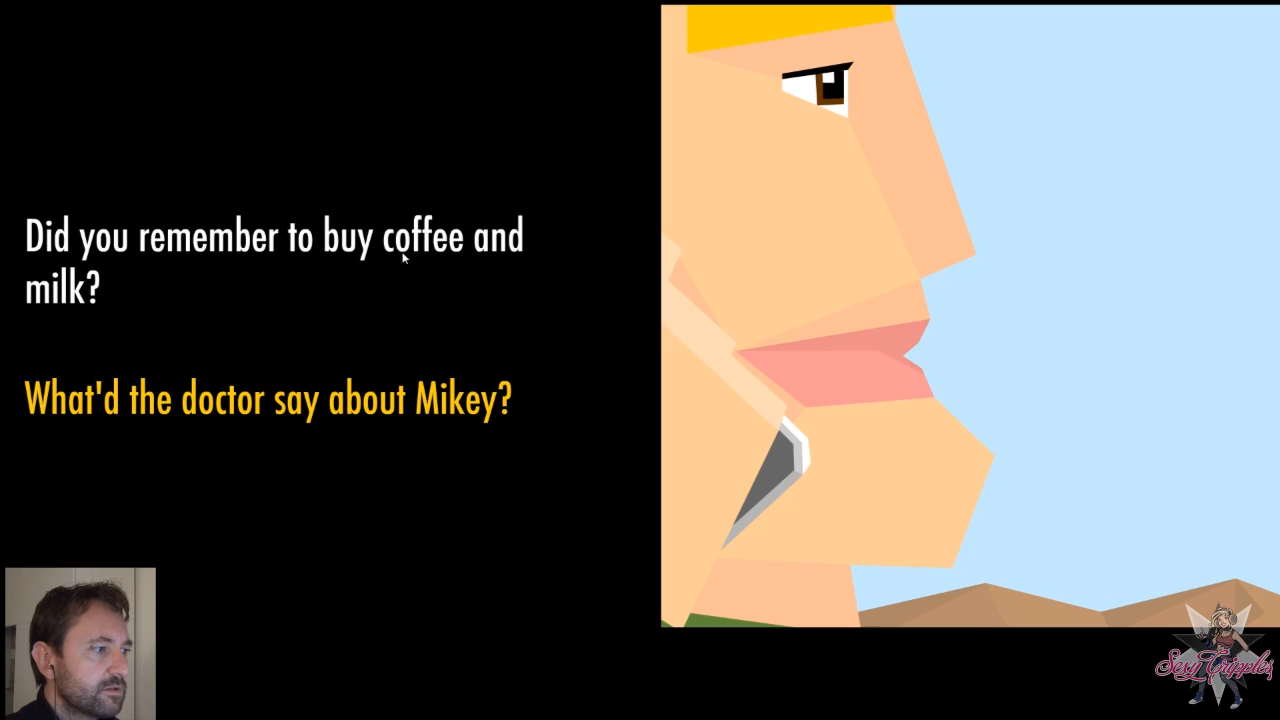 Did you remember to buy coffee and
milk?
What'd the doctor say about Mikey?
Sexy Cripples